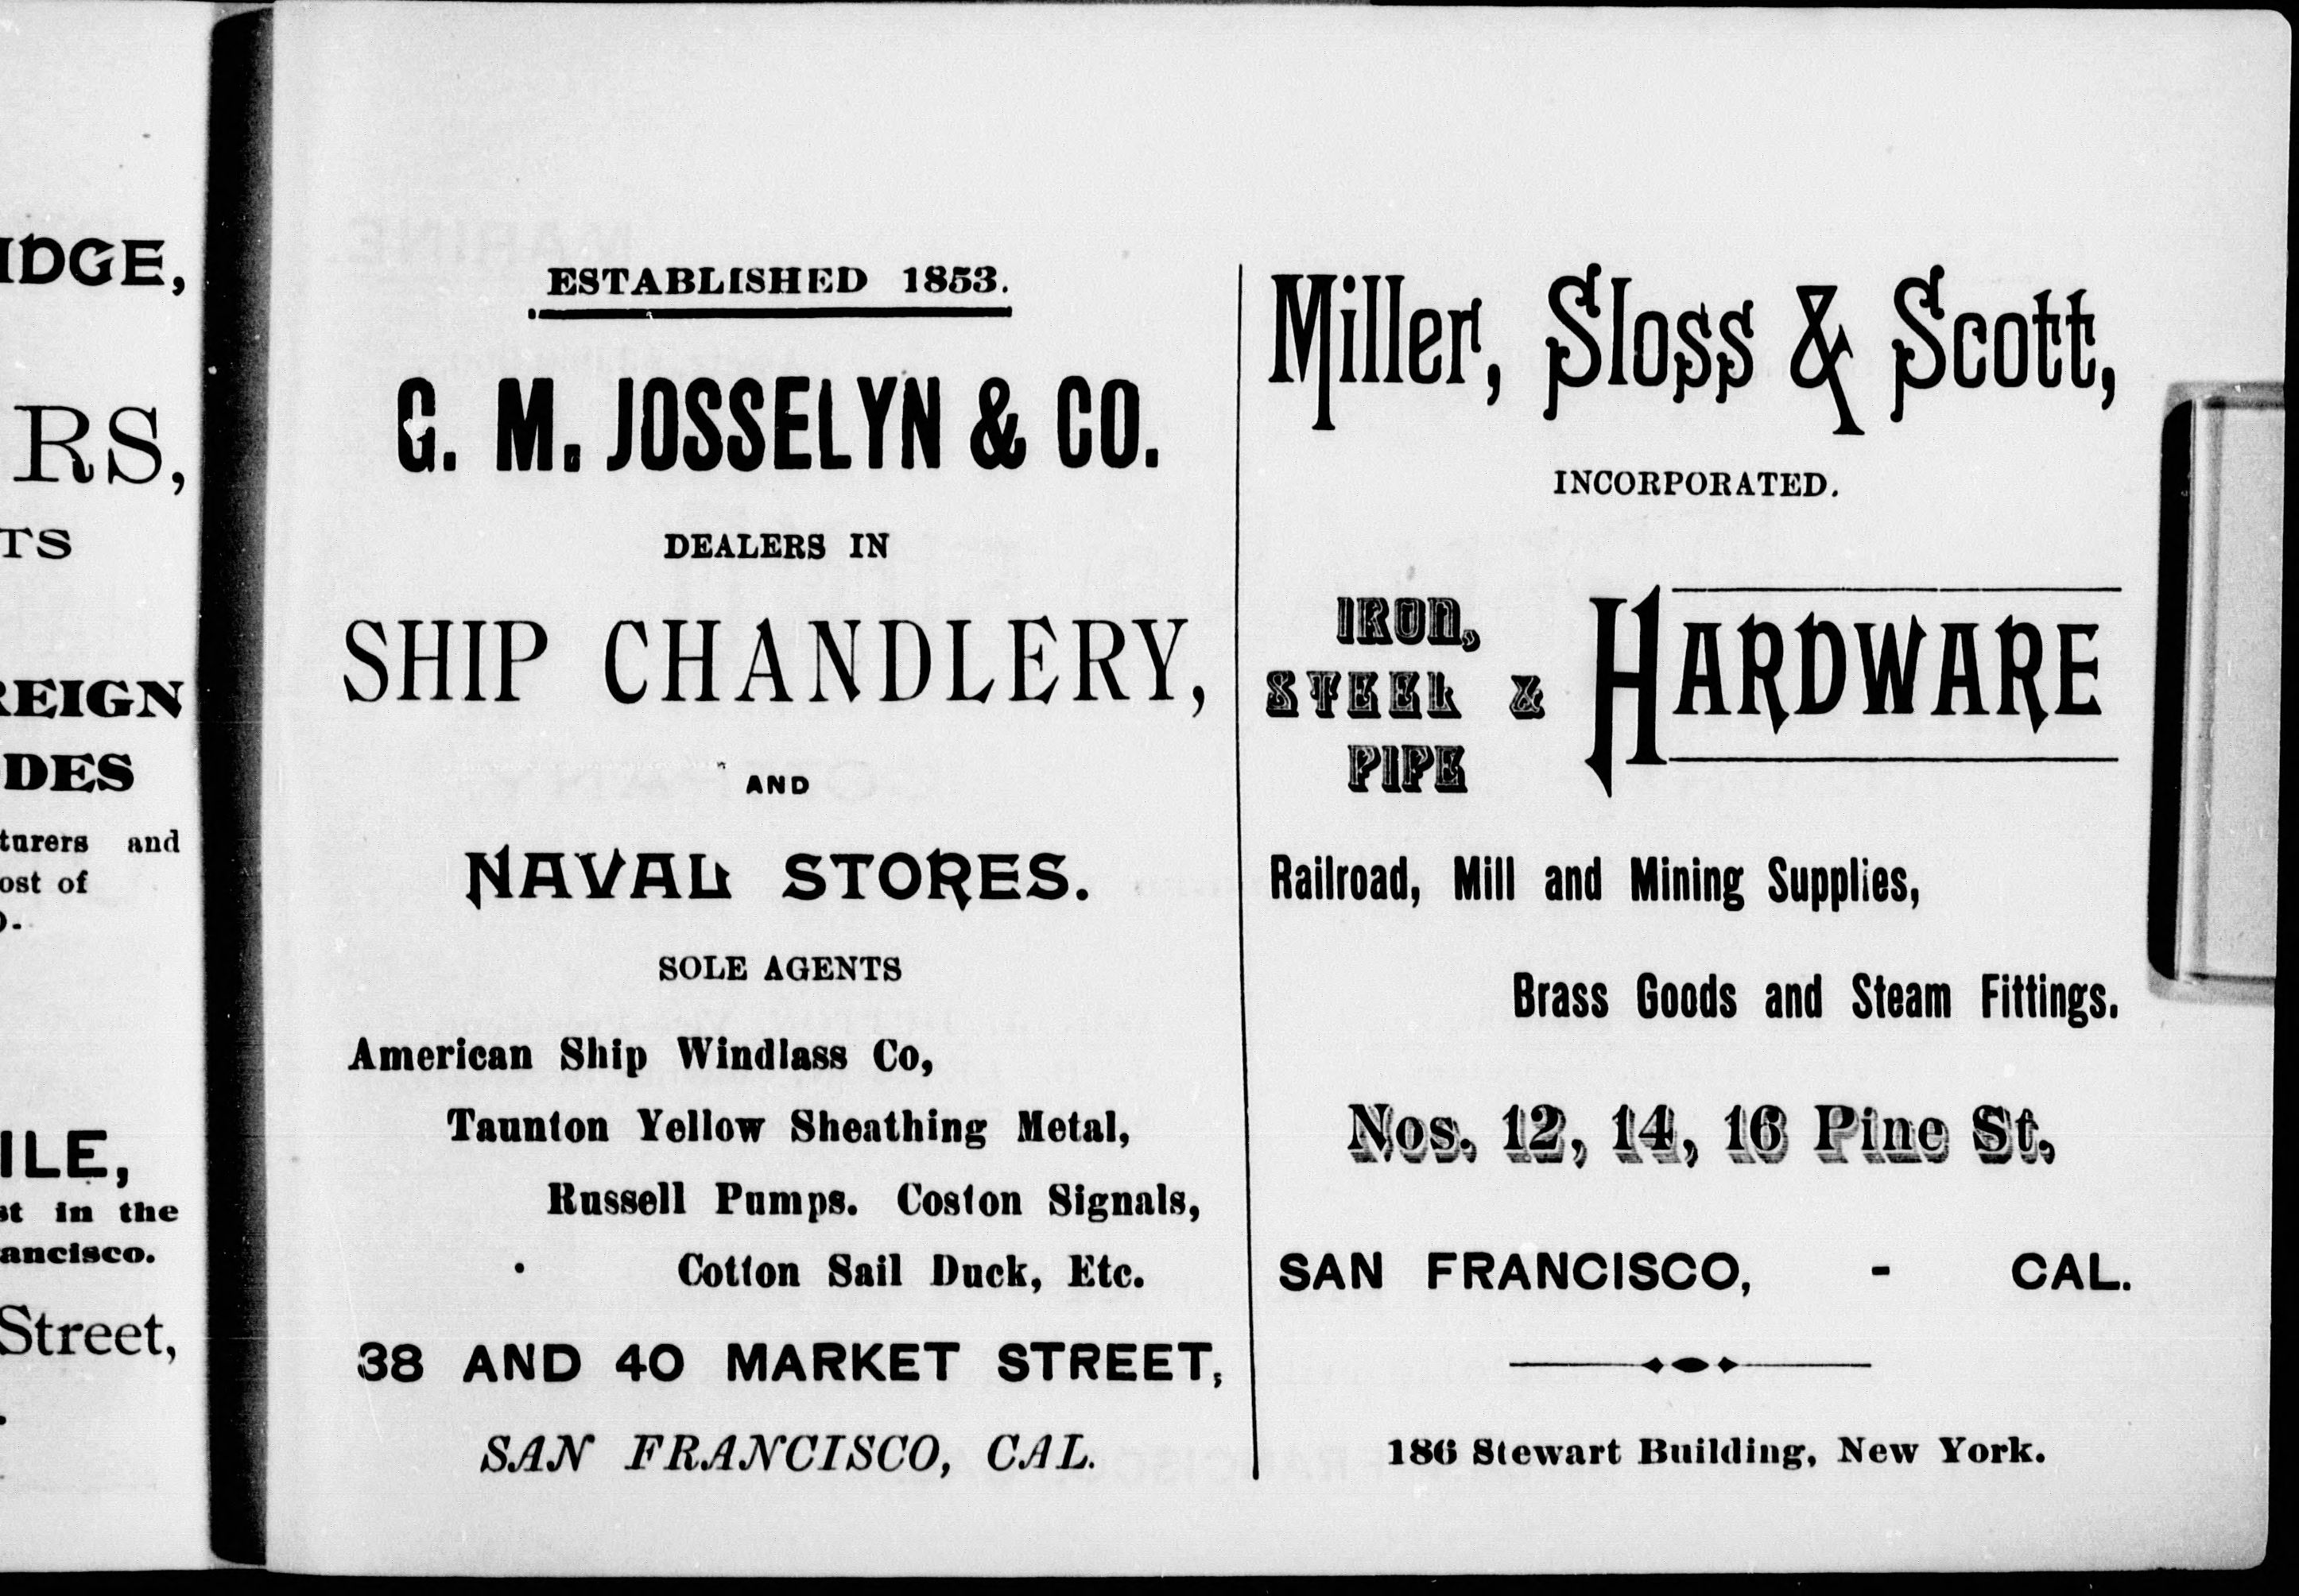 IDGE,
RS,
TS
REIGN
DES
turers and
ost of
ILE,
st in the
ancisco.
Street,
ESTABLISHED 1853.
G. M. JOSSELYN & CO.
DEALERS IN
SHIP CHANDLERY,
AND
NAVAL STORES.
SOLE AGENTS
American Ship Windlass Co,
Taunton Yellow Sheathing Metal,
Russell Pumps. Coston Signals,
Cotton Sail Duck, Etc.
38 AND 40 MARKET STREET,
SAN FRANCISCO, CAL.
Miller, Sloss & Scott,
INCORPORATED.
IRON,
STEEL & HARDWARE
PIPE
Railroad, Mill and Mining Supplies,
Brass Goods and Steam Fittings.
Nos. 12, 14, 16 Pine St,
SAN FRANCISCO, - CAL.
186 Stewart Building, New York.